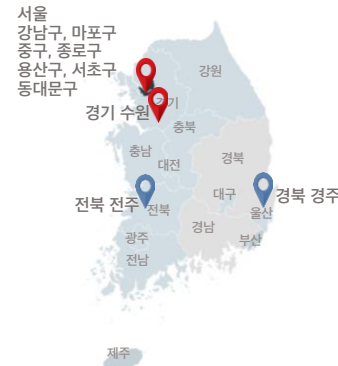 서울
강남구, 마포구
중구, 종로구
용산구, 서초구
동대문구
강원
경기
경기 수원
충북
충남
대전
경북
전북 전주
전북
대구
경북 경주
울산
경남
부산
광주
전남
제주